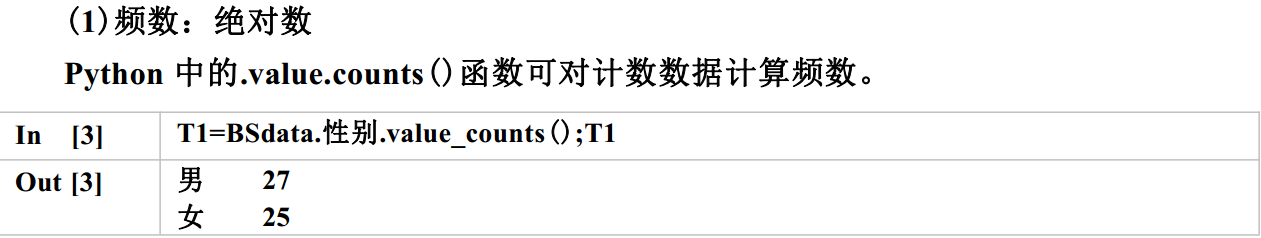 (1)频数：绝对数
Python 中的.value.counts()函数可对计数数据计算频数。
In [3] T1=BSdata.性别.value_counts();T1
Out [3] 男 27
女 25